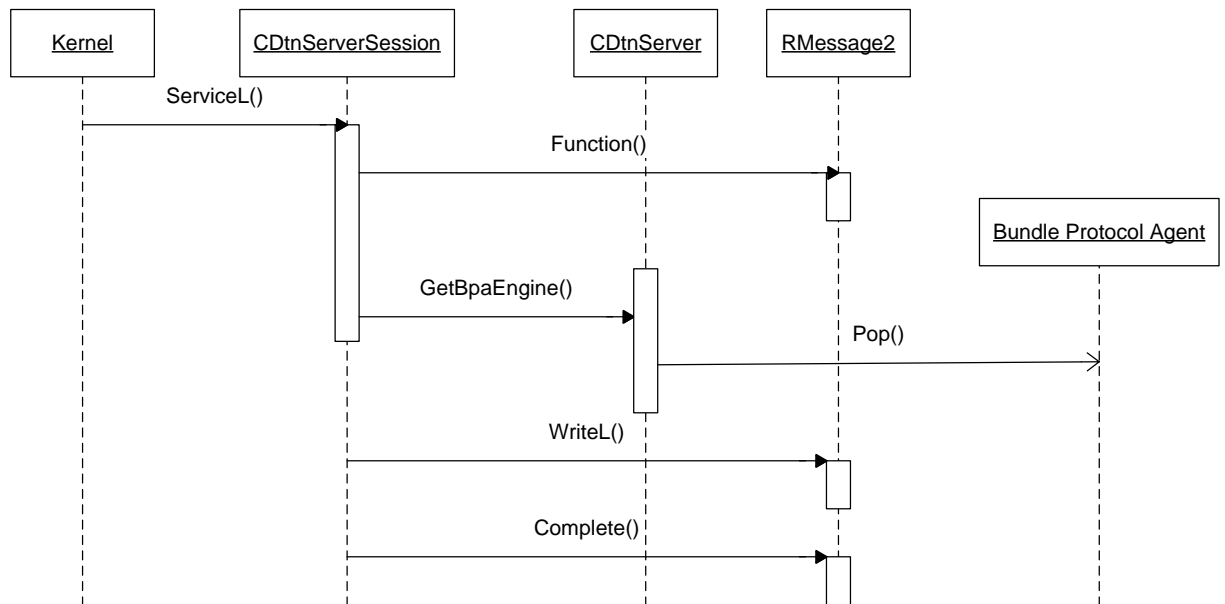 Kernel
CDtnServerSession
CDtnServer
RMessage2
ServiceL()
Function()
Bundle Protocol Agent
GetBpaEngine()
Pop()
WriteL()
Complete()